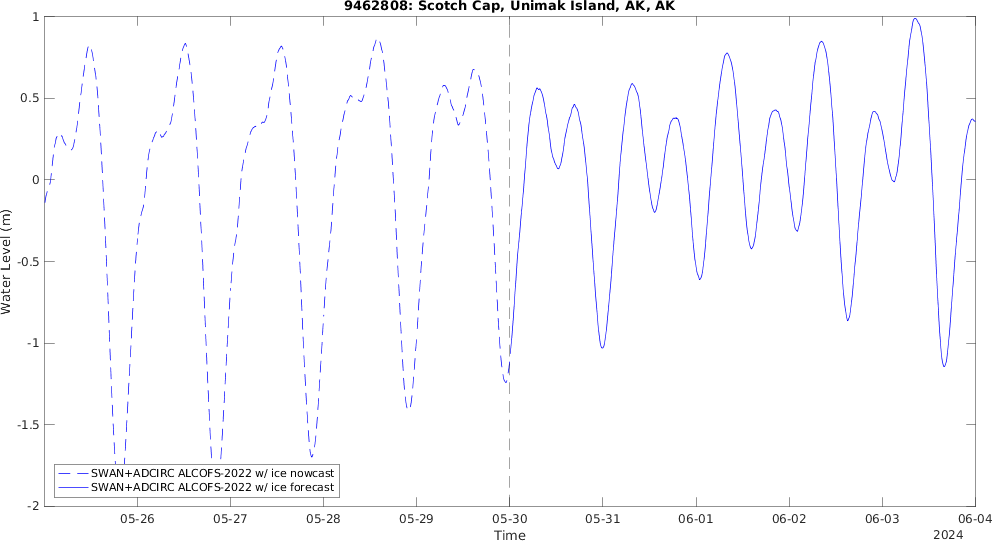 9462808: Scotch Cap, Unimak Island, AK, AK
1
0.5
0
-0.5
-1
-1.5
-2
Water Level (m)
SWAN+ADCIRC ALCOFS-2022 w/ ice nowcast
SWAN+ADCIRC ALCOFS-2022 w/ ice forecast
05-26 05-27 05-28 05-29 05-30 05-31 06-01 06-02 06-03 06-04
Time
2024